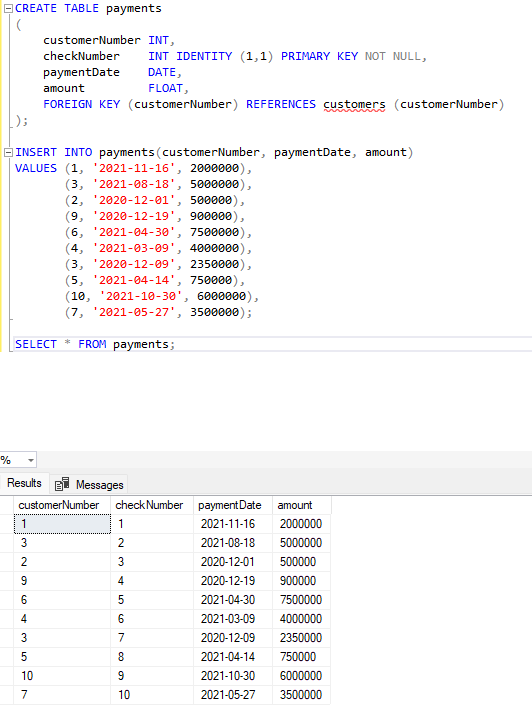 CREATE TABLE payments
(
customerNumber INT,
checkNumber INT IDENTITY (1,1) PRIMARY KEY NOT NULL,
paymentDate DATE,
amount FLOAT,
FOREIGN KEY (customerNumber) REFERENCES customers (customerNumber)
);
INSERT INTO payments(customerNumber, paymentDate, amount)
VALUES (1, '2021-11-16', 2000000),
(3, '2021-08-18', 5000000),
(2, '2020-12-01', 500000),
(9, '2020-12-19', 900000),
(6, '2021-04-30', 7500000),
(4, '2021-03-09', 4000000),
(3, '2020-12-09', 2350000),
(5, '2021-04-14', 750000),
(10, '2021-10-30', 6000000),
(7, '2021-05-27', 3500000);
SELECT * FROM payments;
%
Results Messages
customerNumber checkNumber paymentDate amount
1 1 2021-11-16 2000000
3 2 2021-08-18 5000000
2 3 2020-12-01 500000
9 4 2020-12-19 900000
6 5 2021-04-30 7500000
4 6 2021-03-09 4000000
3 7 2020-12-09 2350000
5 8 2021-04-14 750000
10 9 2021-10-30 6000000
7 10 2021-05-27 3500000